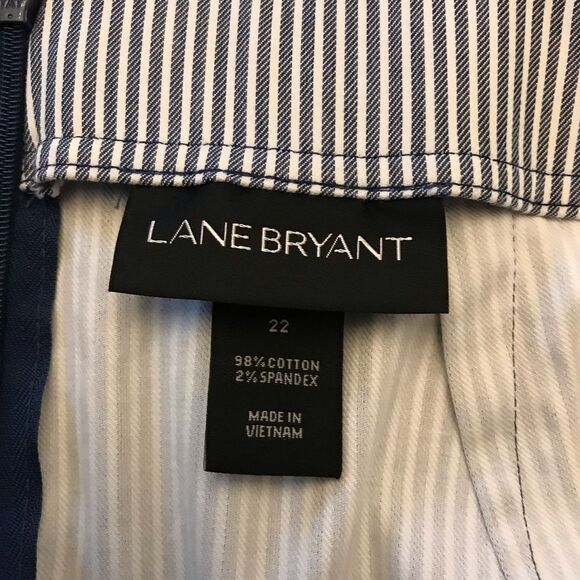 LANE BRYANT
22
98% COTTON
2% SPANDEX
MADE IN
VIETNAM